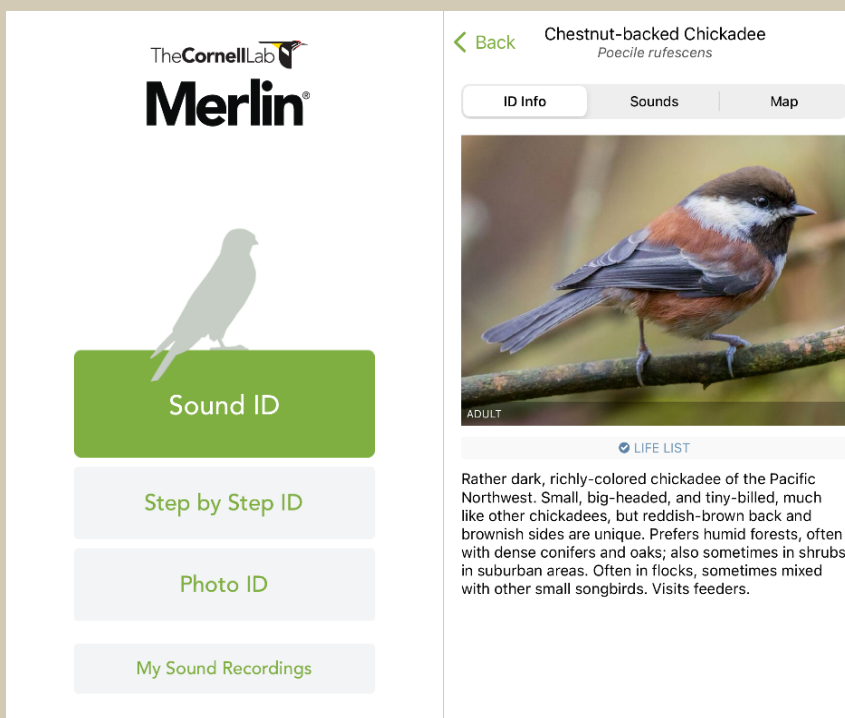 TheCornellLab
Merlin®
Sound ID
Step by Step ID
Photo ID
My Sound Recordings
Back
Chestnut-backed Chickadee
Poecile rufescens
ID Info
Sounds
Map
ADULT
LIFE LIST
Rather dark, richly-colored chickadee of the Pacific
Northwest. Small, big-headed, and tiny-billed, much
like other chickadees, but reddish-brown back and
brownish sides are unique. Prefers humid forests, often
with dense conifers and oaks; also sometimes in shrubs
in suburban areas. Often in flocks, sometimes mixed
with other small songbirds. Visits feeders.